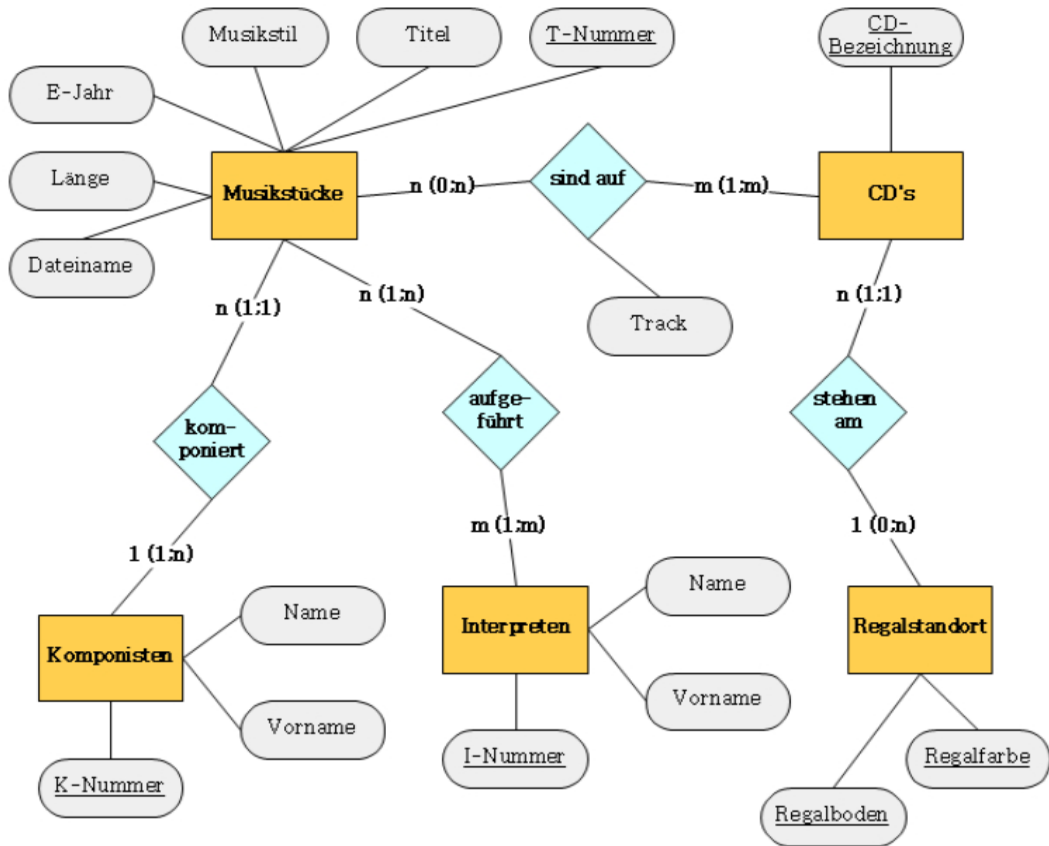 Musikstil
Titel
T-Nummer
CD-
Bezeichnung
E-Jahr
Länge
Musikstücke
n (0;n)
sind auf
m (1;m)
CD's
Dateiname
n (1;1)
n (1;n)
Track
n (1;1)
kom-
poniert
aufge-
führt
stehen
am
1 (1;n)
m (1;m)
1 (0;n)
Komponisten
Name
Vorname
K-Nummer
Interpreten
Name
Vorname
I-Nummer
Regalstandort
Regalfarbe
Regalboden